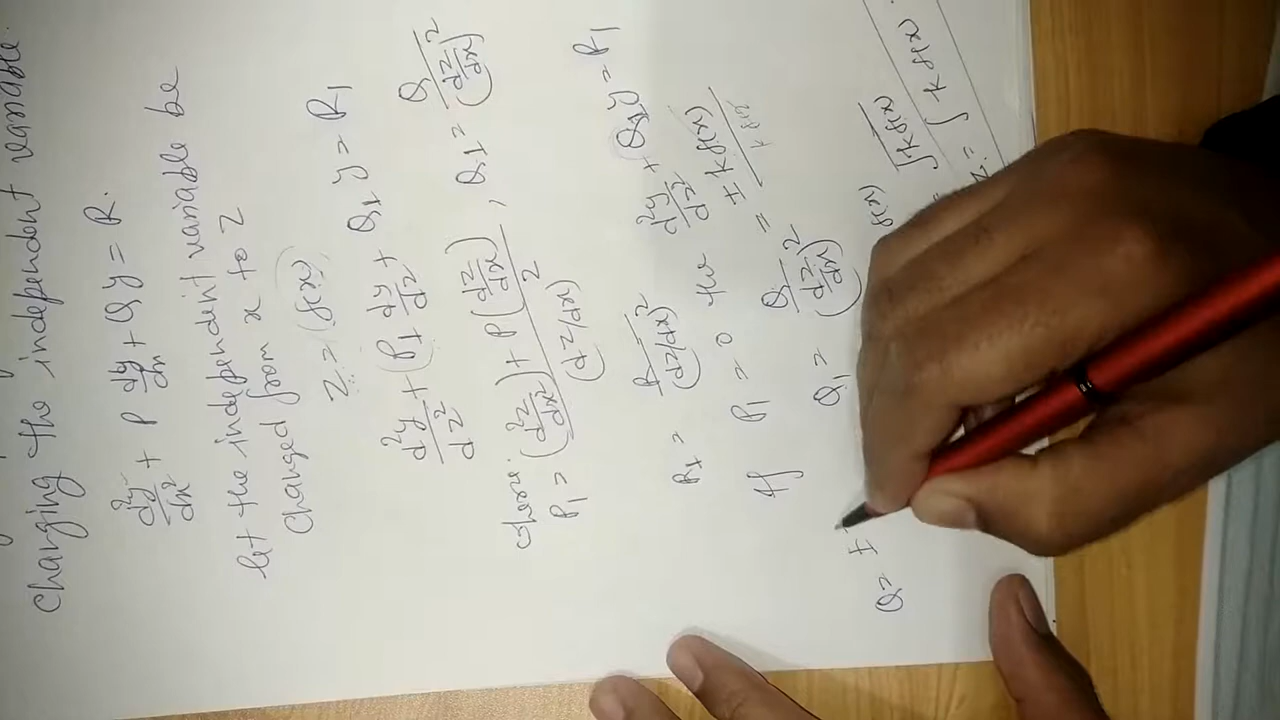 Changing the independent variable.
d²y/dx² + P dy/dx + Qy = R.
let the independent variable be
changed from x to z
z = f(x)
d²y/dz² + (P₁ dy/dz + Q₁ y = R₁
where.
P₁ = (d²z/dx²) + P(dz/dx) / (dz/dx)² , Q₁ = Q/(dz/dx)²
R₁ = R/(dz/dx)²
If P₁ = 0 the d²y/dz² + Q₁y = R₁
Q₁ = Q/(dz/dx)² = ± k f(x)
Q = ±
f(x) ∫√k f(x)
z = ∫√-k f(x).